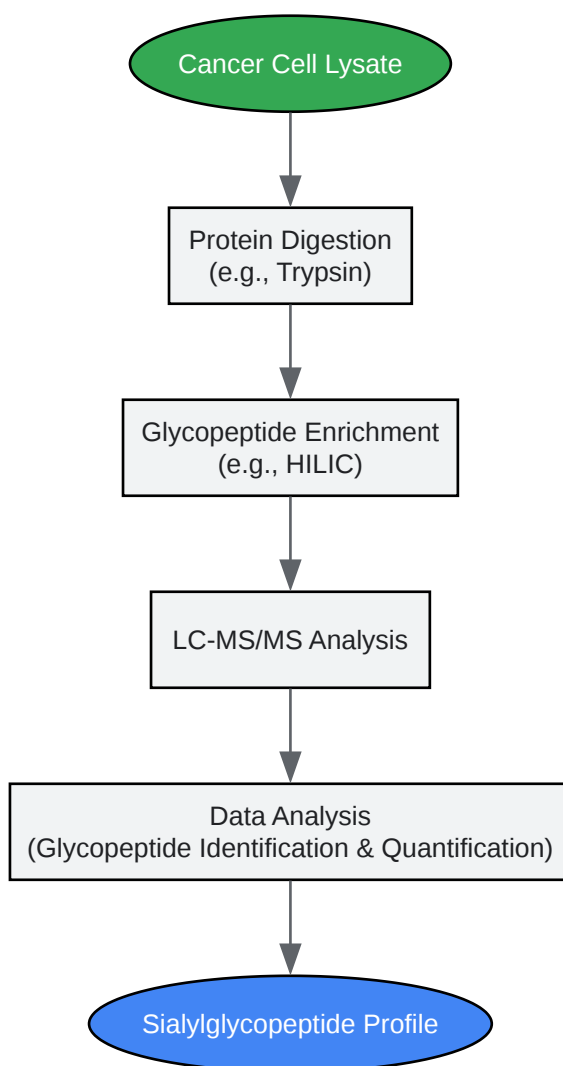 Cancer Cell Lysate
Protein Digestion
(e.g., Trypsin)
Glycopeptide Enrichment
(e.g., HILIC)
LC-MS/MS Analysis
Data Analysis
(Glycopeptide Identification & Quantification)
Sialylglycopeptide Profile